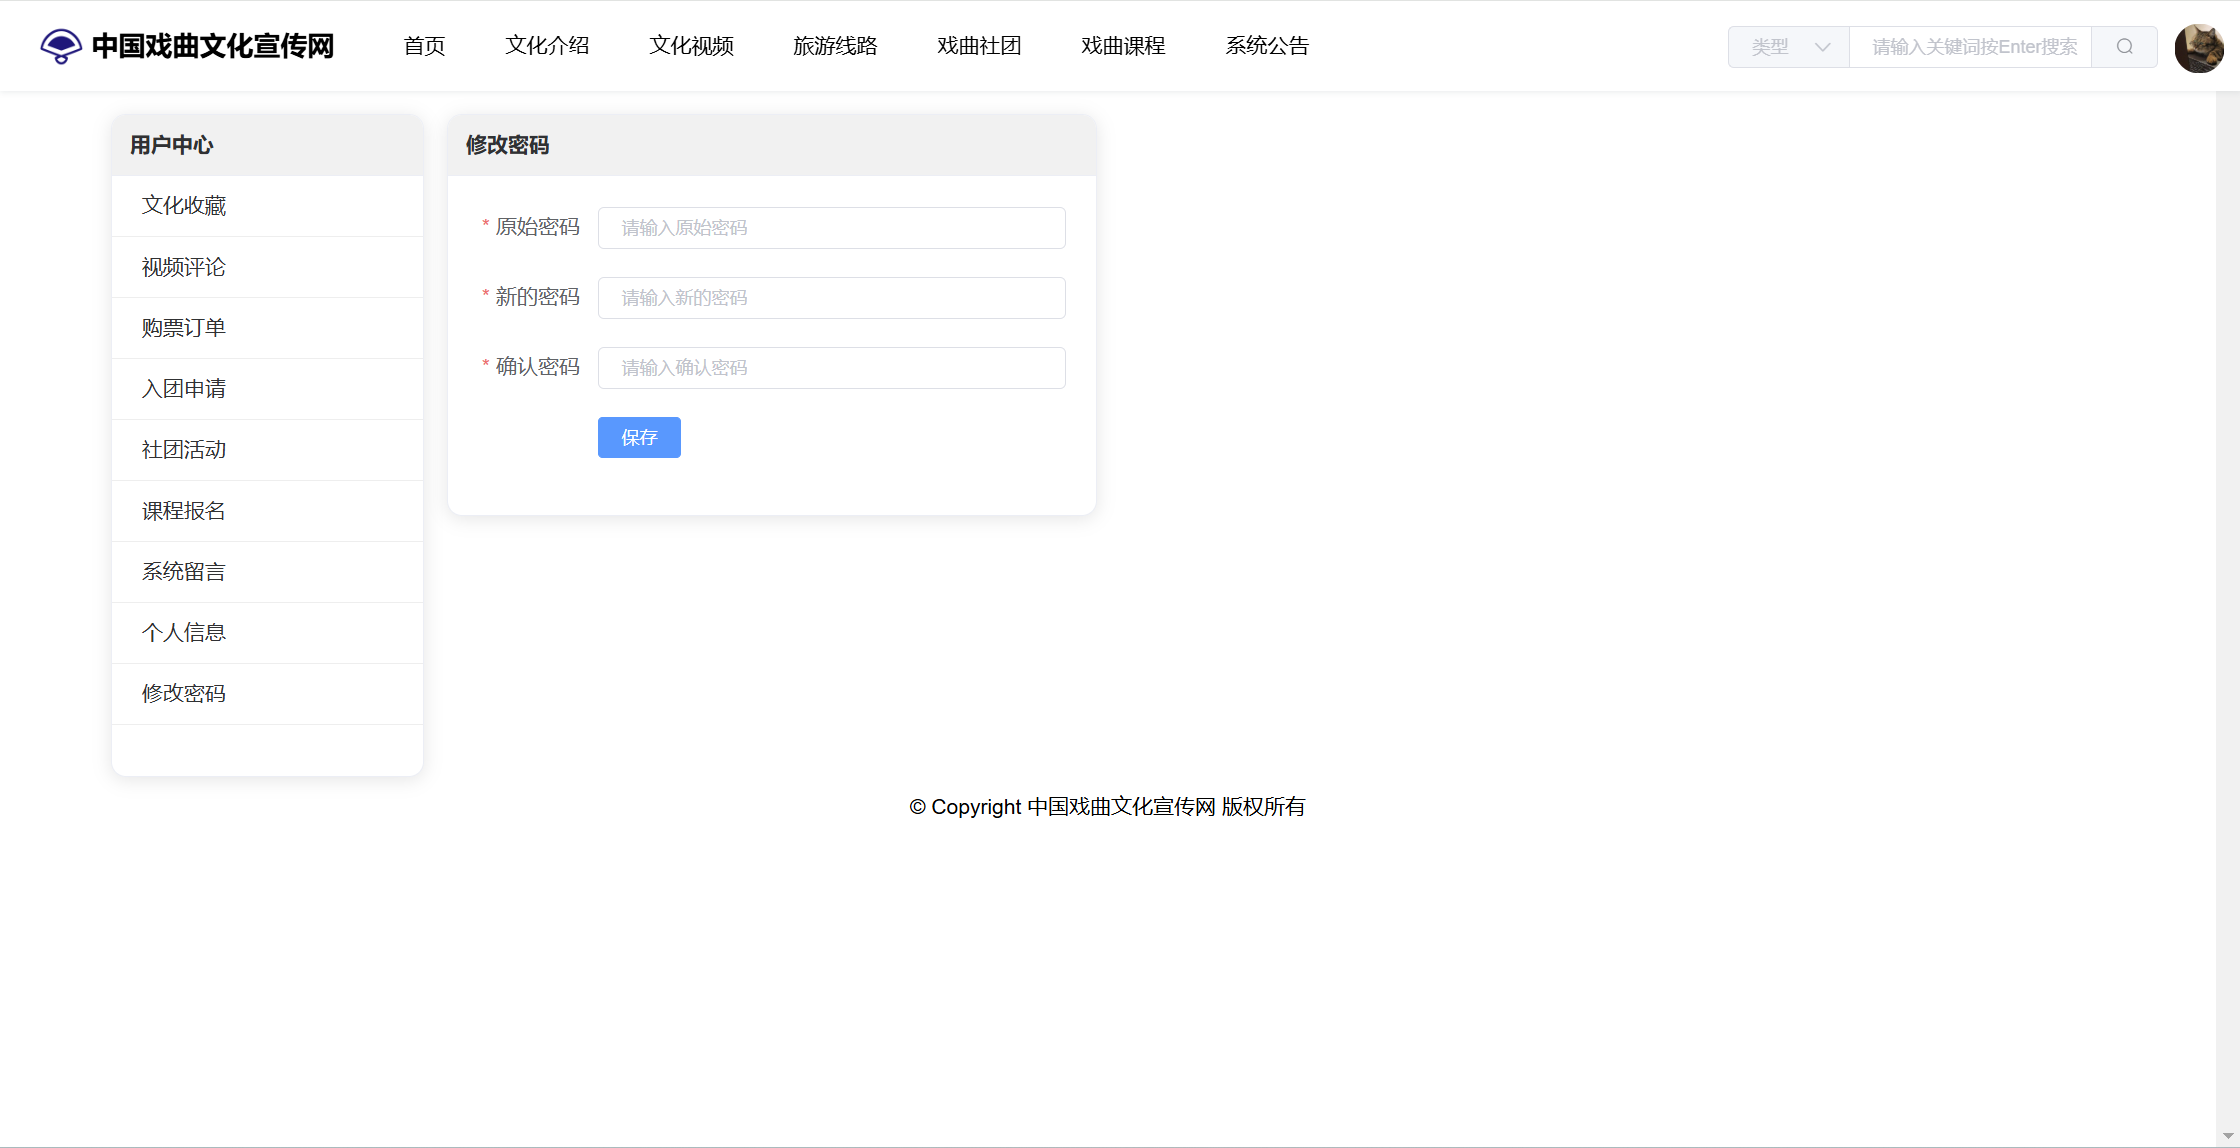 中国戏曲文化宣传网 首页 文化介绍 文化视频 旅游线路 戏曲社团 戏曲课程 系统公告 类型 请输入关键词按Enter搜索
用户中心
文化收藏
视频评论
购票订单
入团申请
社团活动
课程报名
系统留言
个人信息
修改密码
修改密码
* 原始密码 请输入原始密码
* 新的密码 请输入新的密码
* 确认密码 请输入确认密码
保存
© Copyright 中国戏曲文化宣传网 版权所有